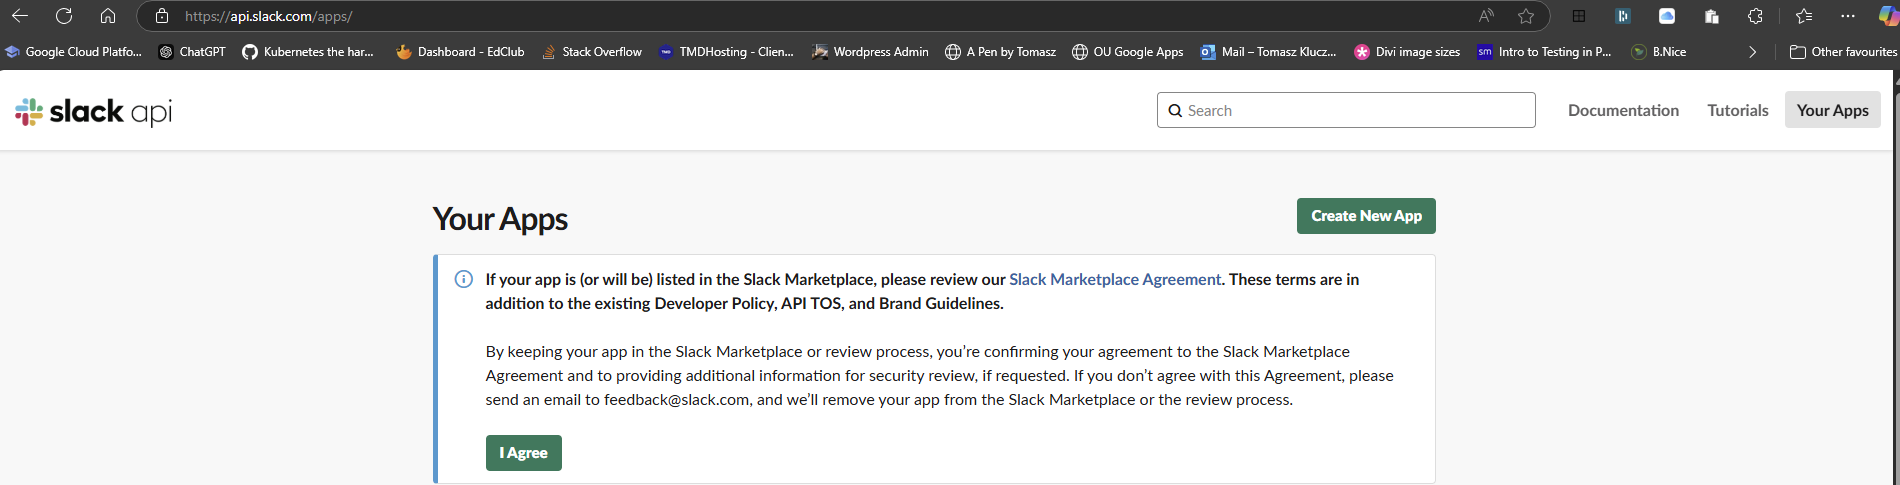 https://api.slack.com/apps/
Google Cloud Platfo...
ChatGPT
Kubernetes the har...
Dashboard - EdClub
Stack Overflow
TMDHosting - Clien...
Wordpress Admin
A Pen by Tomasz
OU Google Apps
Mail – Tomasz Klucz...
Divi image sizes
sm
Intro to Testing in P...
B.Nice
Other favourites
slack api
Search
Documentation
Tutorials
Your Apps
Your Apps
Create New App
If your app is (or will be) listed in the Slack Marketplace, please review our Slack Marketplace Agreement. These terms are in
addition to the existing Developer Policy, API TOS, and Brand Guidelines.
By keeping your app in the Slack Marketplace or review process, you’re confirming your agreement to the Slack Marketplace
Agreement and to providing additional information for security review, if requested. If you don’t agree with this Agreement, please
send an email to feedback@slack.com, and we’ll remove your app from the Slack Marketplace or the review process.
I Agree